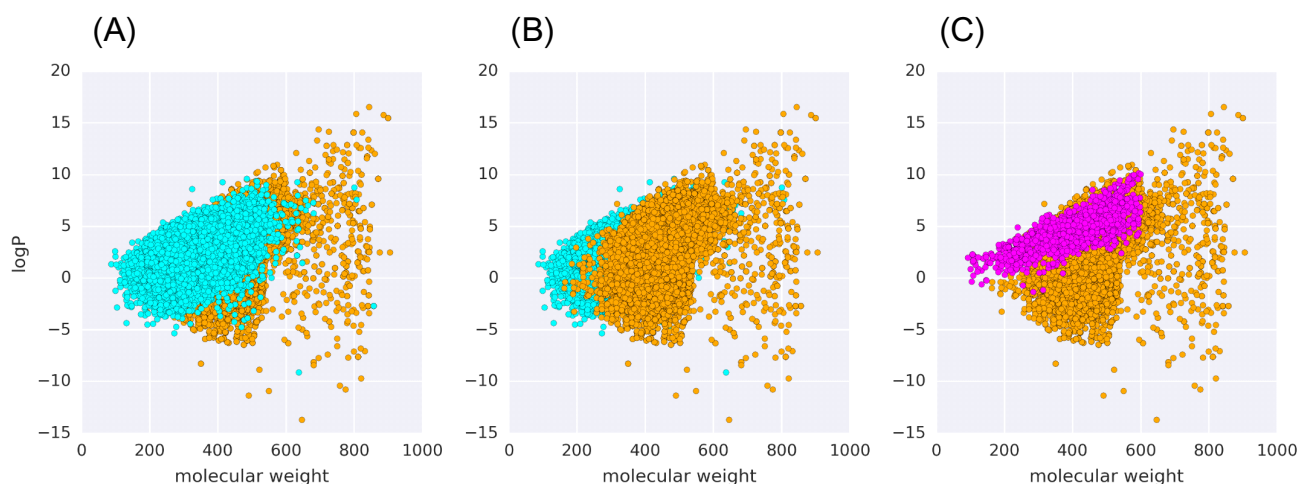 (A) (B) (C)
20 20 20
15 15 15
10 10 10
5 5 5
0 0 0
−5 −5 −5
−10 −10 −10
−15 −15 −15
logP
0 200 400 600 800 1000 0 200 400 600 800 1000 0 200 400 600 800 1000
molecular weight molecular weight molecular weight